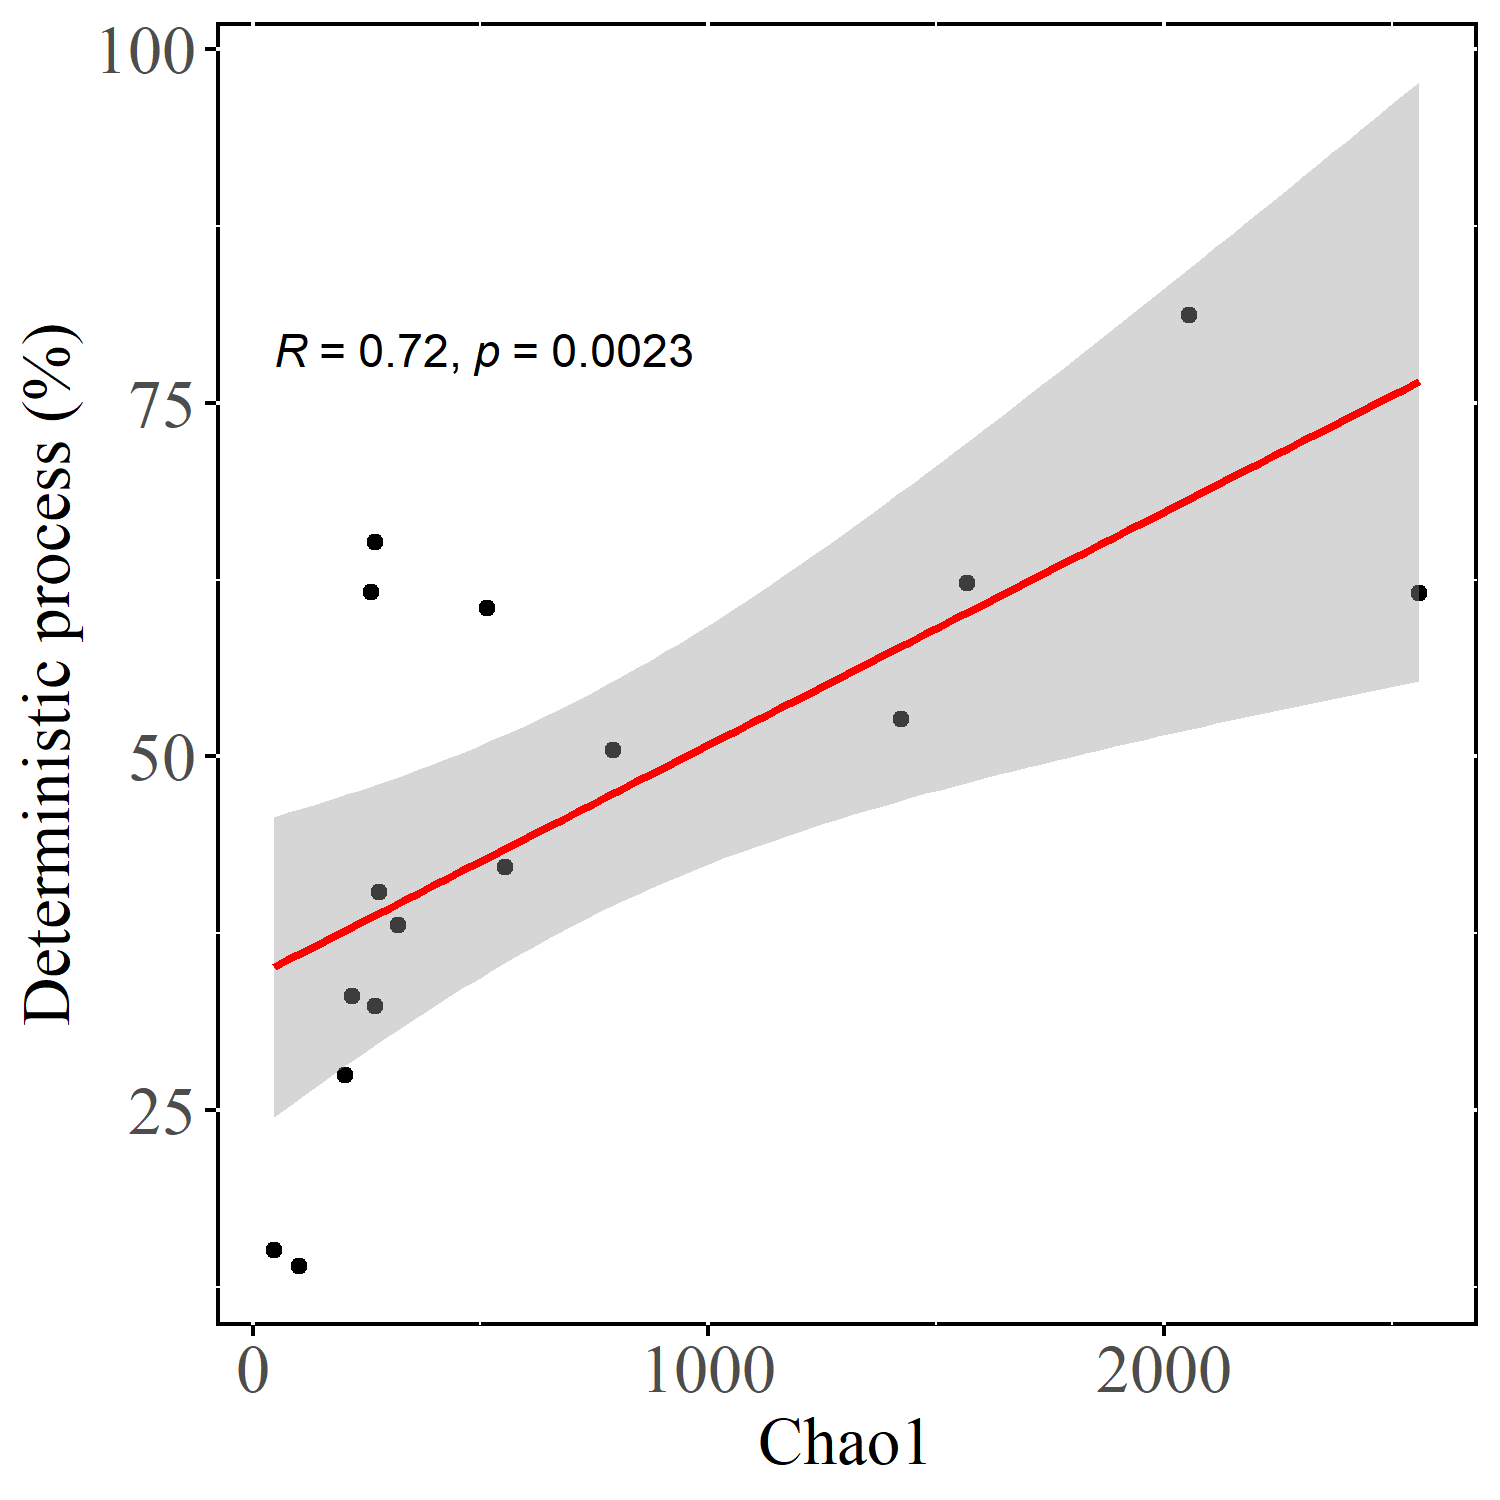 100
R = 0.72, p = 0.0023
75
50
25
Deterministic process (%)
0 1000 2000
Chao1